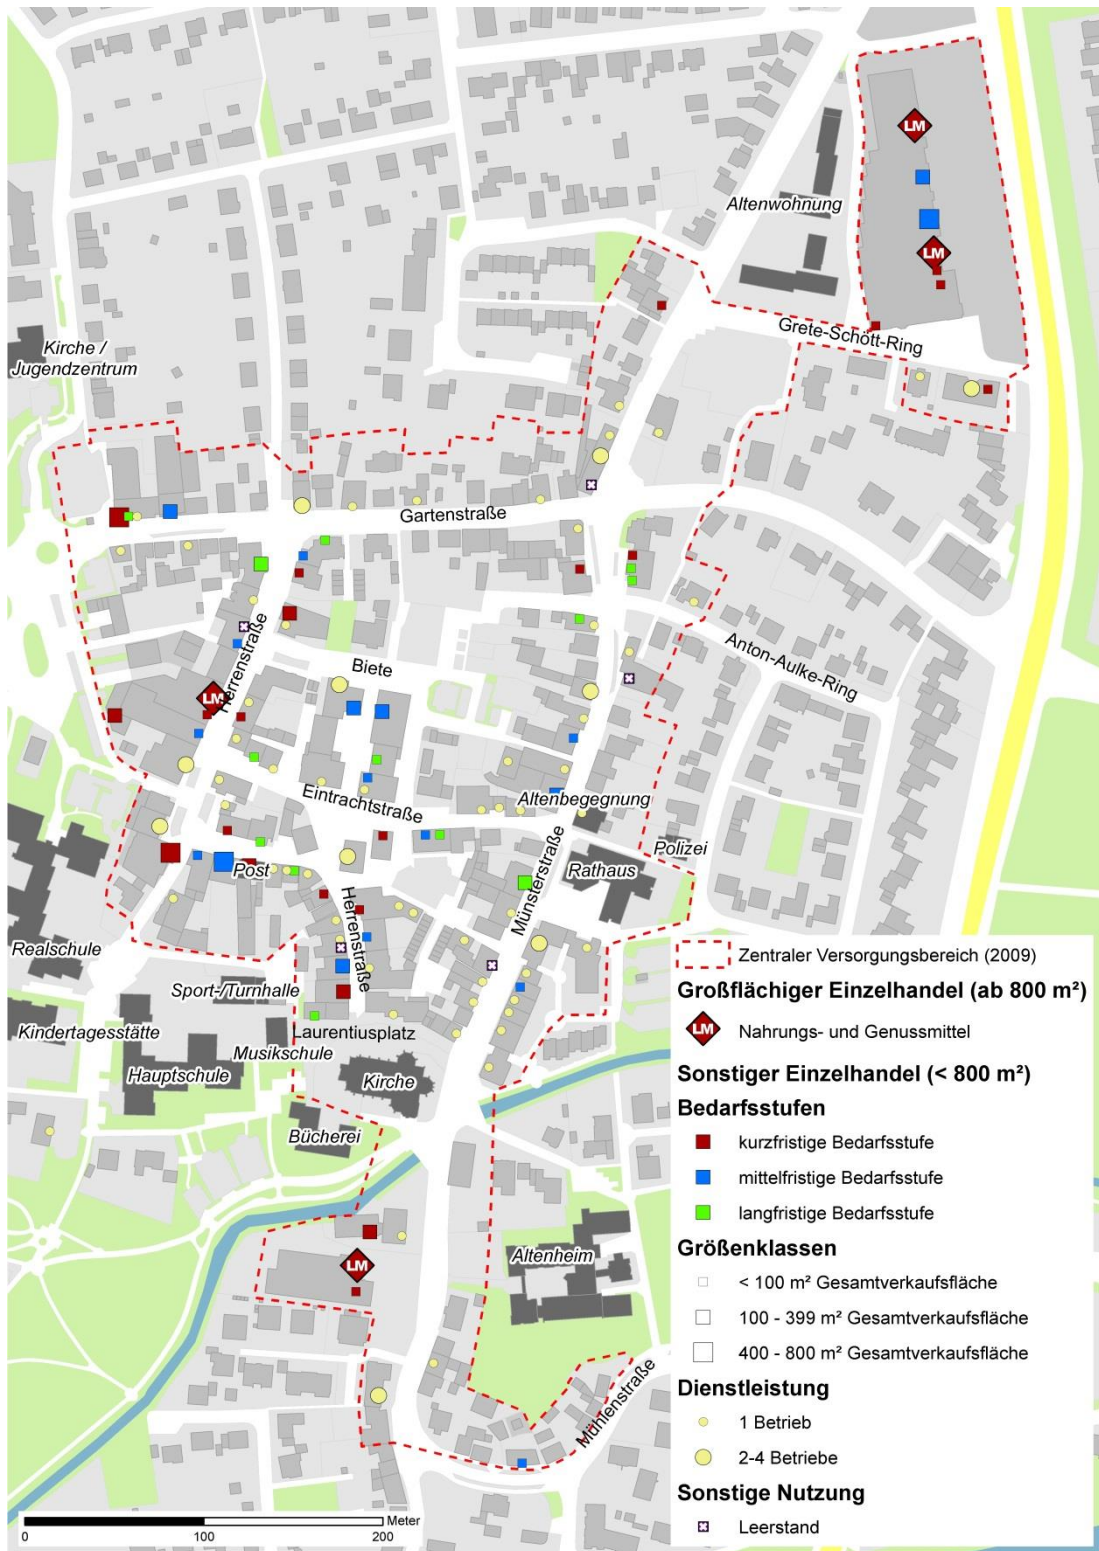 LM
Altenwohnung
LM
Grete-Schött-Ring
Kirche /
Jugendzentrum
Gartenstraße
Herrenstraße
Biete
Anton-Aulke-Ring
LM
Eintrachtstraße
Altenbegegnung
Münsterstraße
Polizei
Rathaus
Post
Herrenstraße
Realschule
Sport-/Turnhalle
Kindertagesstätte
Laurentiusplatz
Musikschule
Hauptschule
Kirche
Bücherei
Altenheim
LM
Mühlenstraße
Zentraler Versorgungsbereich (2009)
Großflächiger Einzelhandel (ab 800 m²)
LM Nahrungs- und Genussmittel
Sonstiger Einzelhandel (< 800 m²)
Bedarfsstufen
kurzfristige Bedarfsstufe
mittelfristige Bedarfsstufe
langfristige Bedarfsstufe
Größenklassen
< 100 m² Gesamtverkaufsfläche
100 - 399 m² Gesamtverkaufsfläche
400 - 800 m² Gesamtverkaufsfläche
Dienstleistung
1 Betrieb
2-4 Betriebe
Sonstige Nutzung
Leerstand
Meter
0 100 200